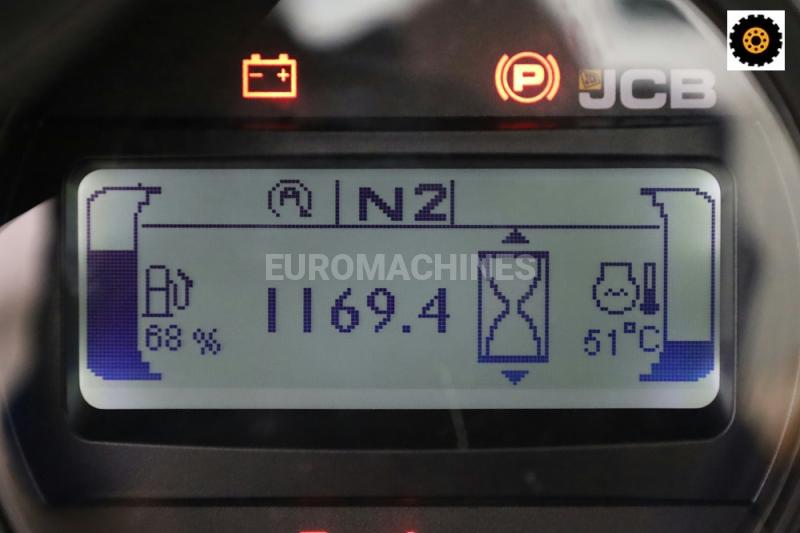 P
JCB
A
N2
EUROMACHINES
1169.4
68 %
51°C